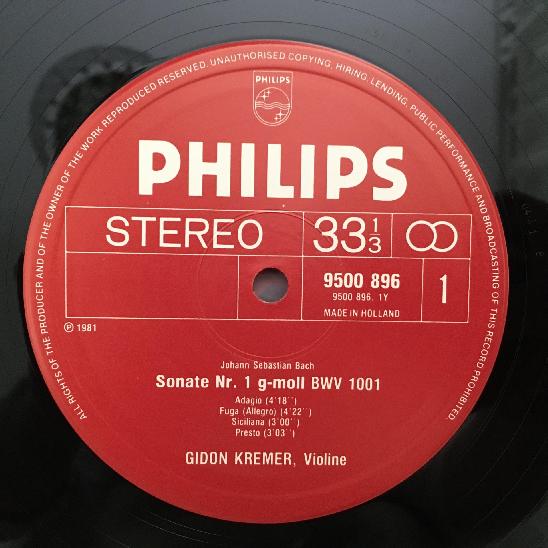 ALL RIGHTS OF THE PRODUCER AND OF THE OWNER OF THE WORK REPRODUCED RESERVED. UNAUTHORISED COPYING, HIRING, LENDING, PUBLIC PERFORMANCE AND BROADCASTING OF THIS RECORD PROHIBITED.
PHILIPS
PHILIPS
STEREO 33 1/3
9500 896 1
9500 896. 1Y
MADE IN HOLLAND
℗ 1981
Johann Sebastian Bach
Sonate Nr. 1 g-moll BWV 1001
Adagio (4'18'')
Fuga (Allegro) (4'22'')
Siciliana (3'00'')
Presto (3'03'')
GIDON KREMER, Violine